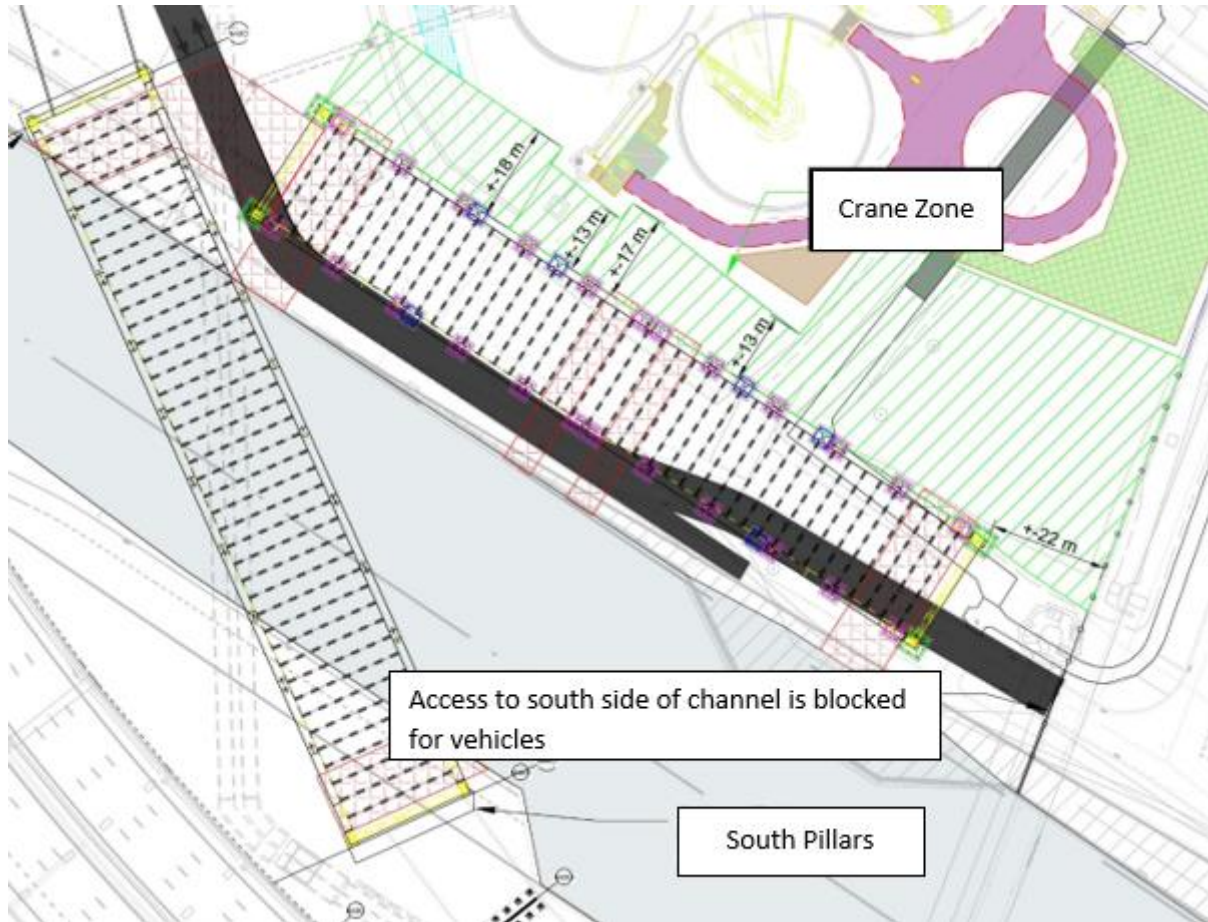 +-18 m
+-13 m
+-17 m
Crane Zone
+-13 m
+-22 m
Access to south side of channel is blocked
for vehicles
South Pillars